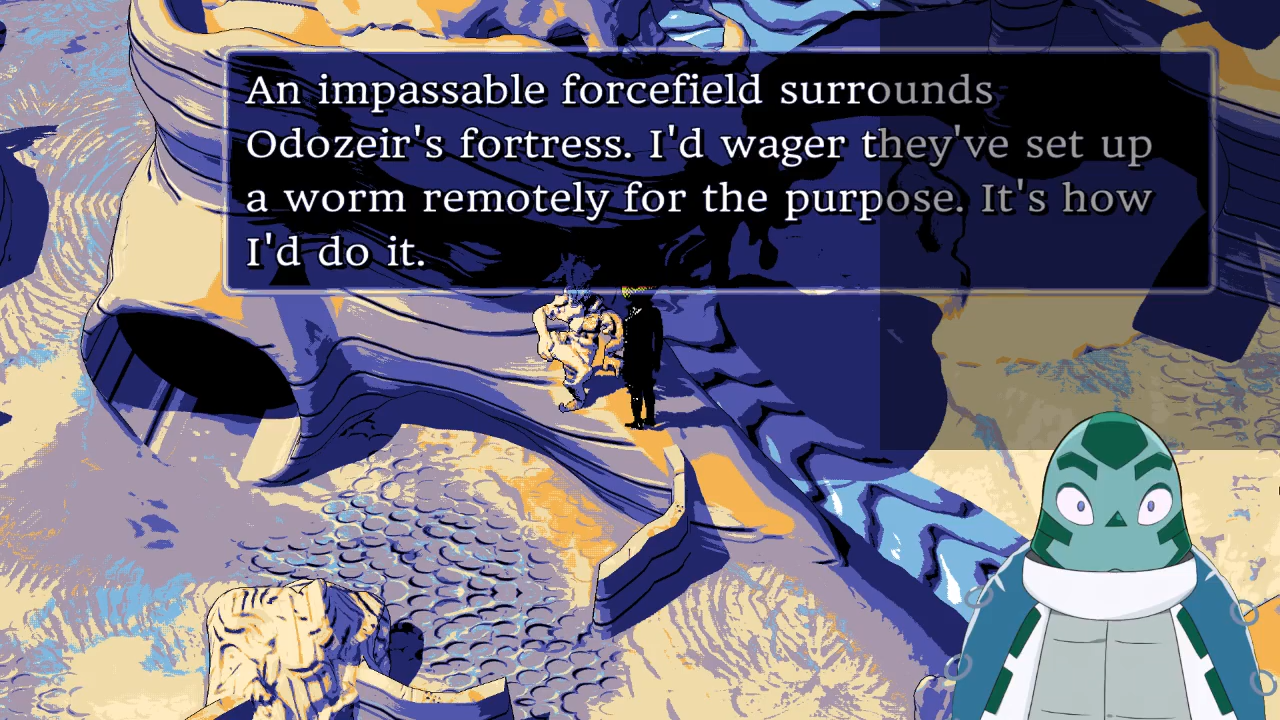 An impassable forcefield surrounds
Odozeir's fortress. I'd wager they've set up
a worm remotely for the purpose. It's how
I'd do it.